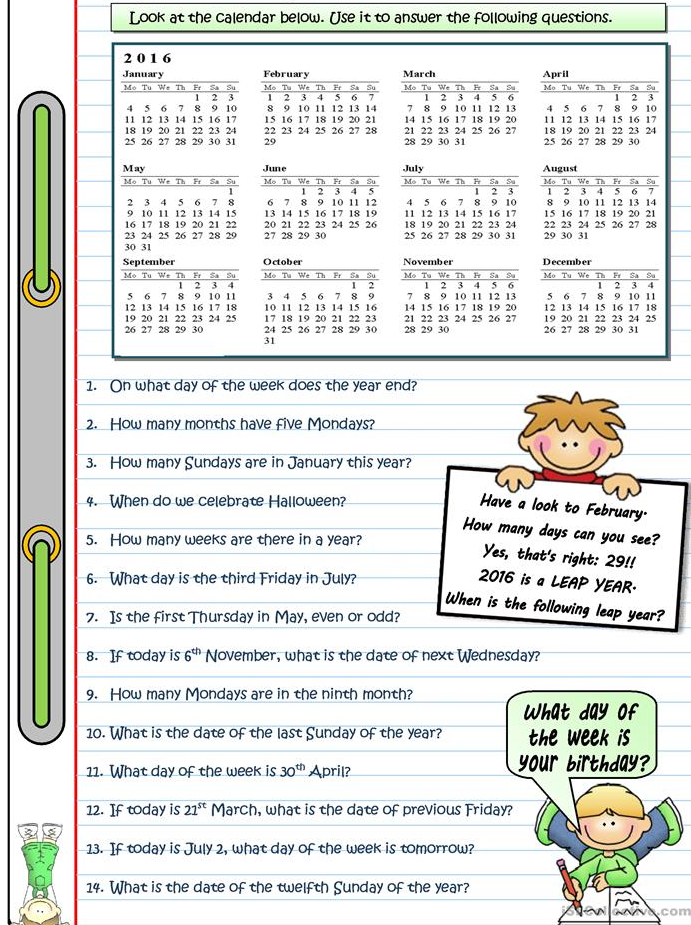 Look at the calendar below. Use it to answer the following questions.
2016
January
Mo Tu We Th Fr Sa Su
1 2 3
4 5 6 7 8 9 10
11 12 13 14 15 16 17
18 19 20 21 22 23 24
25 26 27 28 29 30 31
February
Mo Tu We Th Fr Sa Su
1 2 3 4 5 6 7
8 9 10 11 12 13 14
15 16 17 18 19 20 21
22 23 24 25 26 27 28
29
March
Mo Tu We Th Fr Sa Su
1 2 3 4 5 6
7 8 9 10 11 12 13
14 15 16 17 18 19 20
21 22 23 24 25 26 27
28 29 30 31
April
Mo Tu We Th Fr Sa Su
1 2 3
4 5 6 7 8 9 10
11 12 13 14 15 16 17
18 19 20 21 22 23 24
25 26 27 28 29 30
May
Mo Tu We Th Fr Sa Su
1
2 3 4 5 6 7 8
9 10 11 12 13 14 15
16 17 18 19 20 21 22
23 24 25 26 27 28 29
30 31
June
Mo Tu We Th Fr Sa Su
1 2 3 4 5
6 7 8 9 10 11 12
13 14 15 16 17 18 19
20 21 22 23 24 25 26
27 28 29 30
July
Mo Tu We Th Fr Sa Su
1 2 3
4 5 6 7 8 9 10
11 12 13 14 15 16 17
18 19 20 21 22 23 24
25 26 27 28 29 30 31
August
Mo Tu We Th Fr Sa Su
1 2 3 4 5 6 7
8 9 10 11 12 13 14
15 16 17 18 19 20 21
22 23 24 25 26 27 28
29 30 31
September
Mo Tu We Th Fr Sa Su
1 2 3 4
5 6 7 8 9 10 11
12 13 14 15 16 17 18
19 20 21 22 23 24 25
26 27 28 29 30
October
Mo Tu We Th Fr Sa Su
1 2
3 4 5 6 7 8 9
10 11 12 13 14 15 16
17 18 19 20 21 22 23
24 25 26 27 28 29 30
31
November
Mo Tu We Th Fr Sa Su
1 2 3 4 5 6
7 8 9 10 11 12 13
14 15 16 17 18 19 20
21 22 23 24 25 26 27
28 29 30
December
Mo Tu We Th Fr Sa Su
1 2 3 4
5 6 7 8 9 10 11
12 13 14 15 16 17 18
19 20 21 22 23 24 25
26 27 28 29 30 31
1. On what day of the week does the year end?
2. How many months have five Mondays?
3. How many Sundays are in January this year?
4. When do we celebrate Halloween?
5. How many weeks are there in a year?
6. What day is the third Friday in July?
7. Is the first Thursday in May, even or odd?
8. If today is 6th November, what is the date of next Wednesday?
9. How many Mondays are in the ninth month?
10. What is the date of the last Sunday of the year?
11. What day of the week is 30th April?
12. If today is 21st March, what is the date of previous Friday?
13. If today is July 2, what day of the week is tomorrow?
14. What is the date of the twelfth Sunday of the year?
Have a look to February.
How many days can you see?
Yes, that's right: 29!!
2016 is a LEAP YEAR.
When is the following leap year?
What day of
the week is
your birthday?
iSLCollective.com